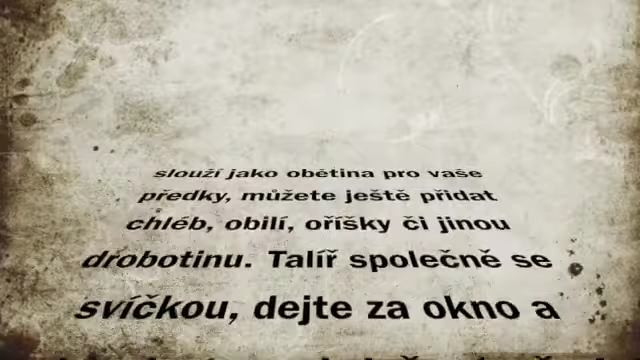 slouží jako obětina pro vaše
předky, můžete ještě přidat
chléb, obilí, oříšky či jinou
drobotinu. Talíř společně se
svíčkou, dejte za okno a